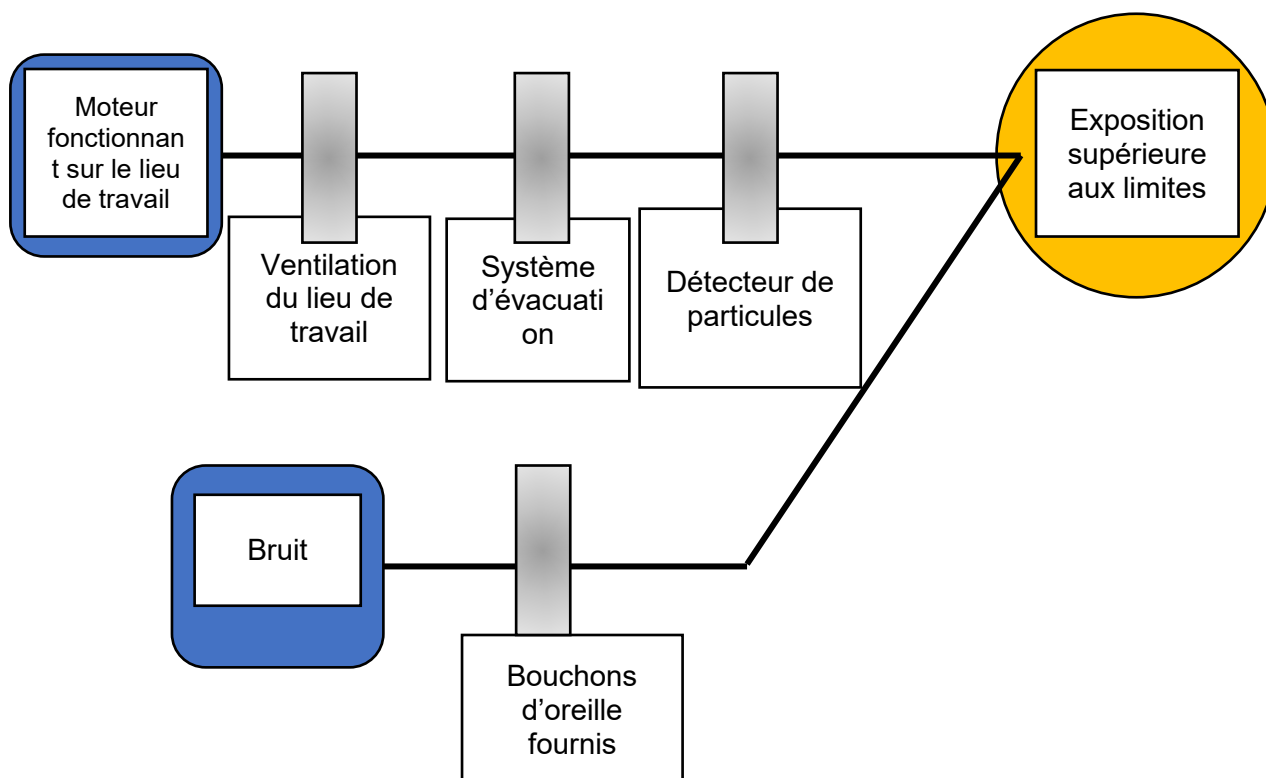 Moteur
fonctionnan
t sur le lieu
de travail
Ventilation
du lieu de
travail
Système
d’évacuati
on
Détecteur de
particules
Exposition
supérieure
aux limites
Bruit
Bouchons
d’oreille
fournis